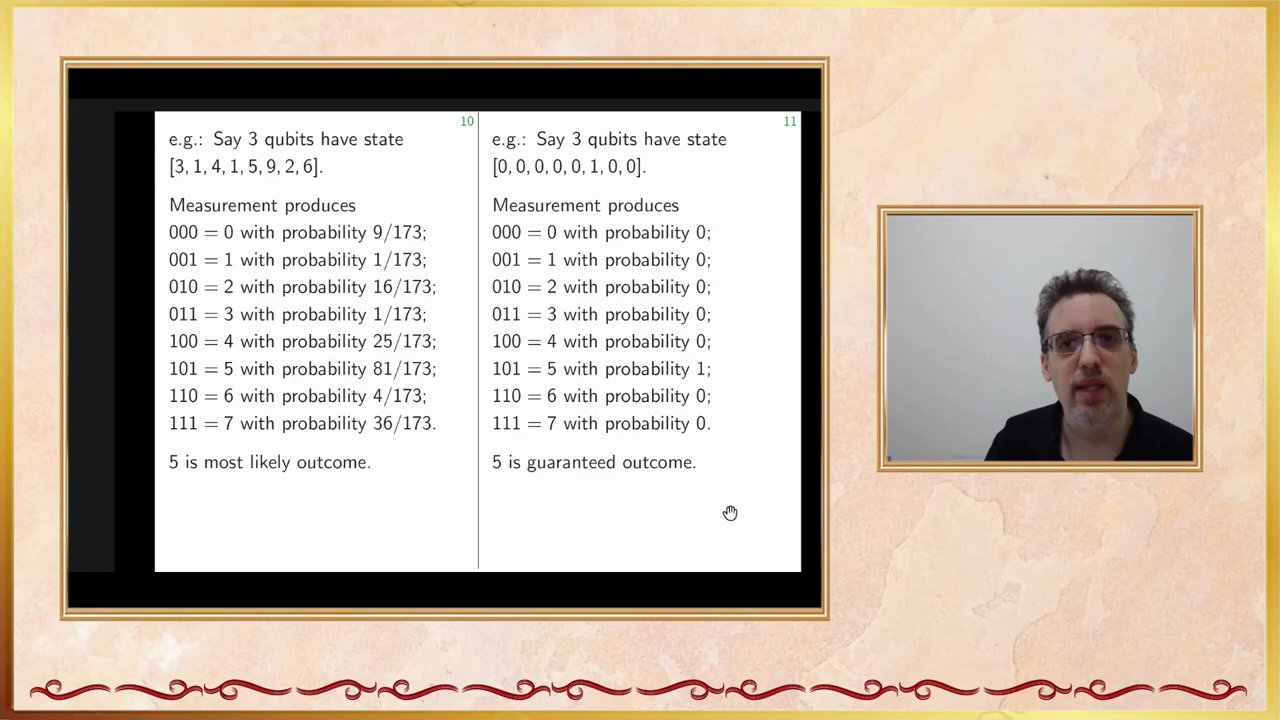 10
e.g.: Say 3 qubits have state
[3, 1, 4, 1, 5, 9, 2, 6].
Measurement produces
000 = 0 with probability 9/173;
001 = 1 with probability 1/173;
010 = 2 with probability 16/173;
011 = 3 with probability 1/173;
100 = 4 with probability 25/173;
101 = 5 with probability 81/173;
110 = 6 with probability 4/173;
111 = 7 with probability 36/173.
5 is most likely outcome.
11
e.g.: Say 3 qubits have state
[0, 0, 0, 0, 0, 1, 0, 0].
Measurement produces
000 = 0 with probability 0;
001 = 1 with probability 0;
010 = 2 with probability 0;
011 = 3 with probability 0;
100 = 4 with probability 0;
101 = 5 with probability 1;
110 = 6 with probability 0;
111 = 7 with probability 0.
5 is guaranteed outcome.